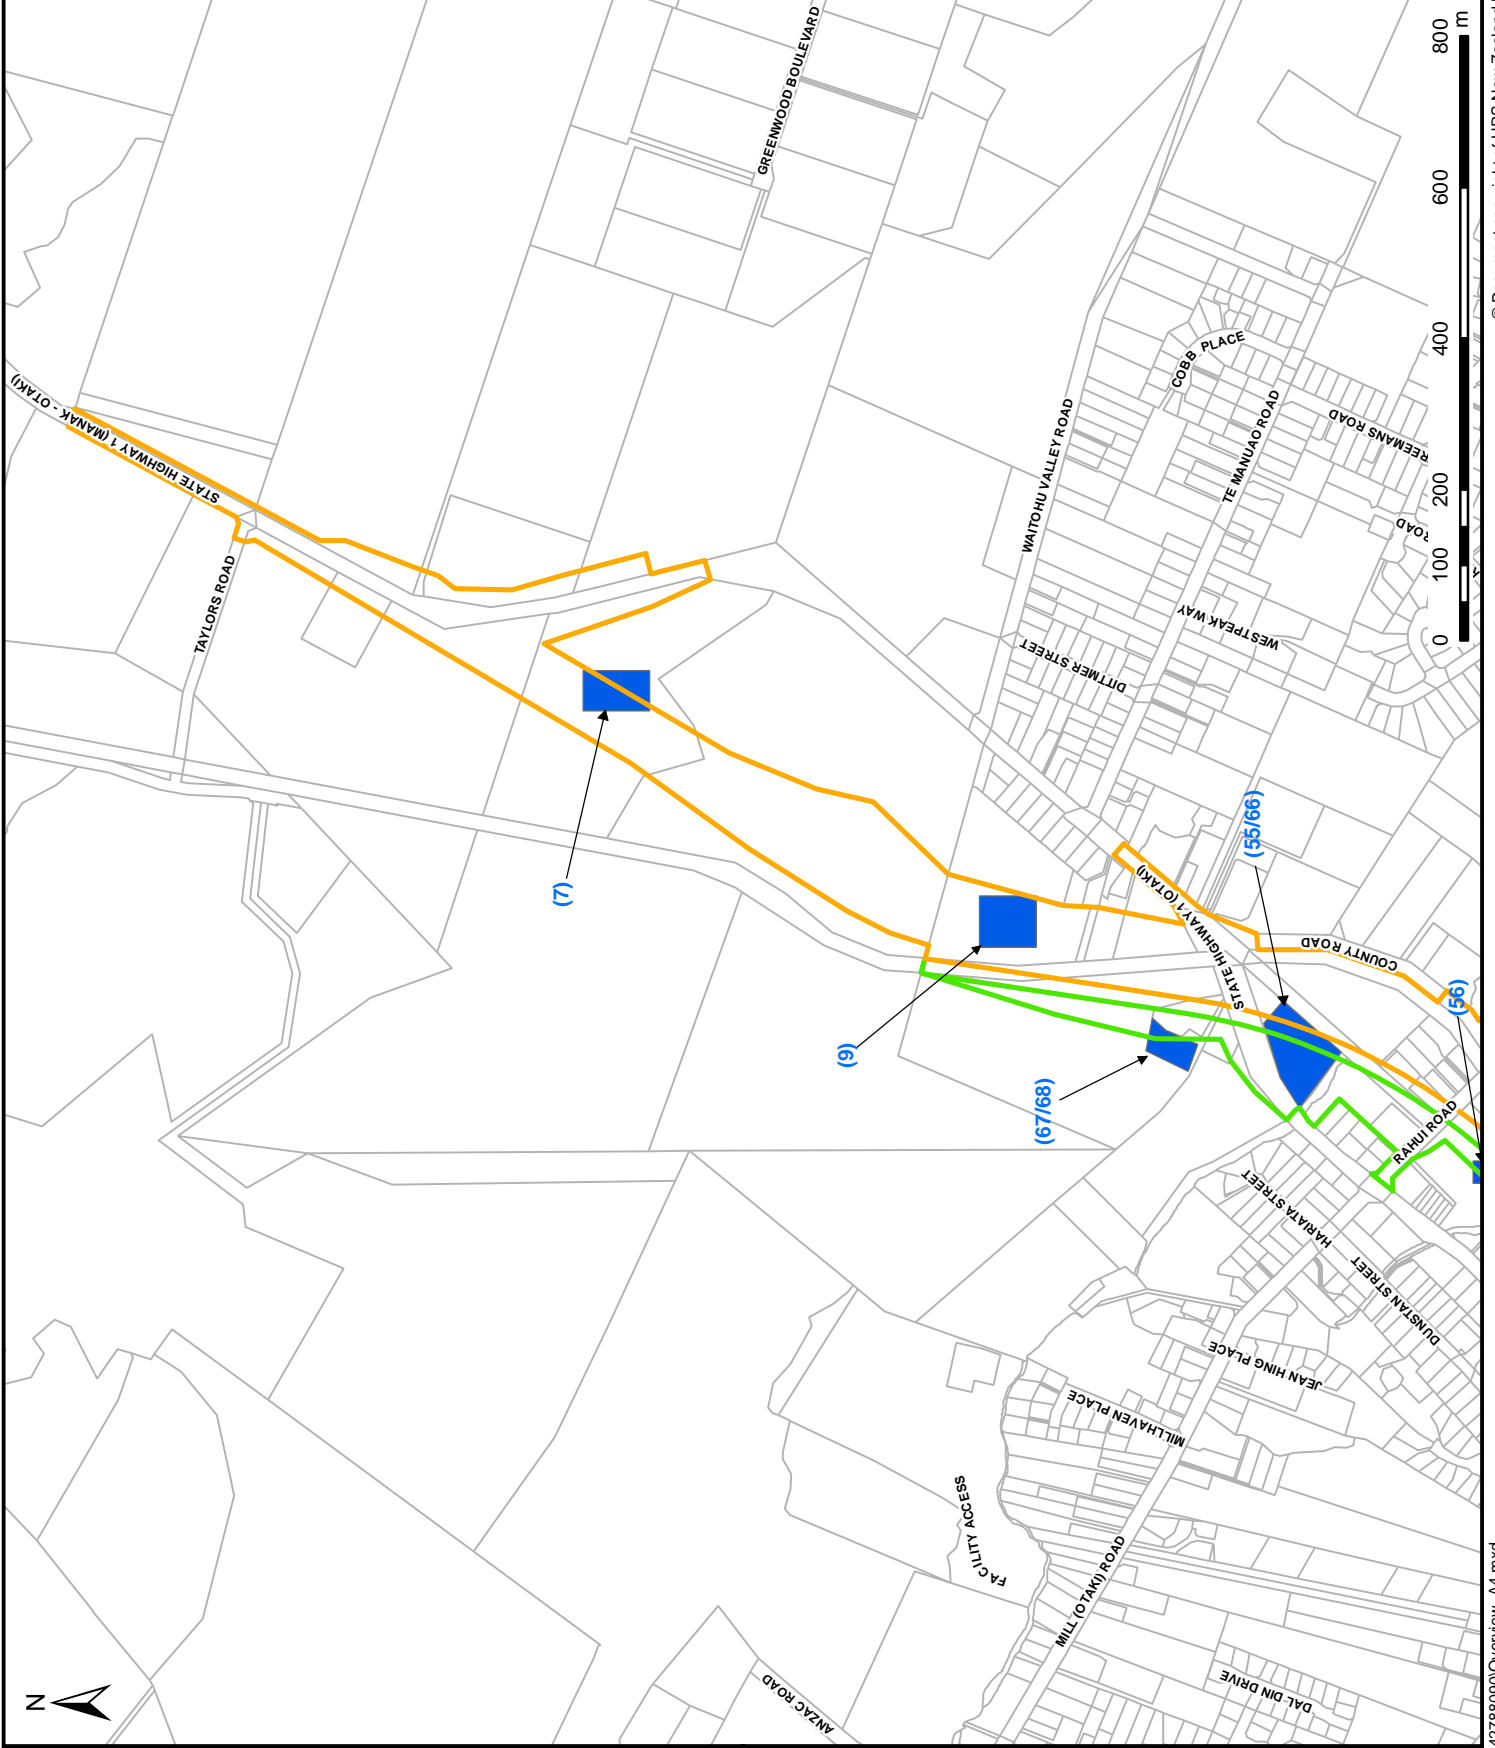 N
STATE HIGHWAY 1 (MANAK - OTAKI)
TAYLORS ROAD
GREENWOOD BOULEVARD
(7)
(9)
(67/68)
(55/66)
(56)
WAITOHU VALLEY ROAD
COBB PLACE
TE MANUAO ROAD
REEMANS ROAD
ROAD
WESTPEAK WAY
DITTMER STREET
STATE HIGHWAY 1 (OTAKI)
COUNTY ROAD
RAHUI ROAD
HARIATA STREET
DUNSTAN STREET
JEAN HING PLACE
MILLHAVEN PLACE
FACILITY ACCESS
MILL (OTAKI) ROAD
DAL DIN DRIVE
ANZAC ROAD
0 100 200 400 600 800
m